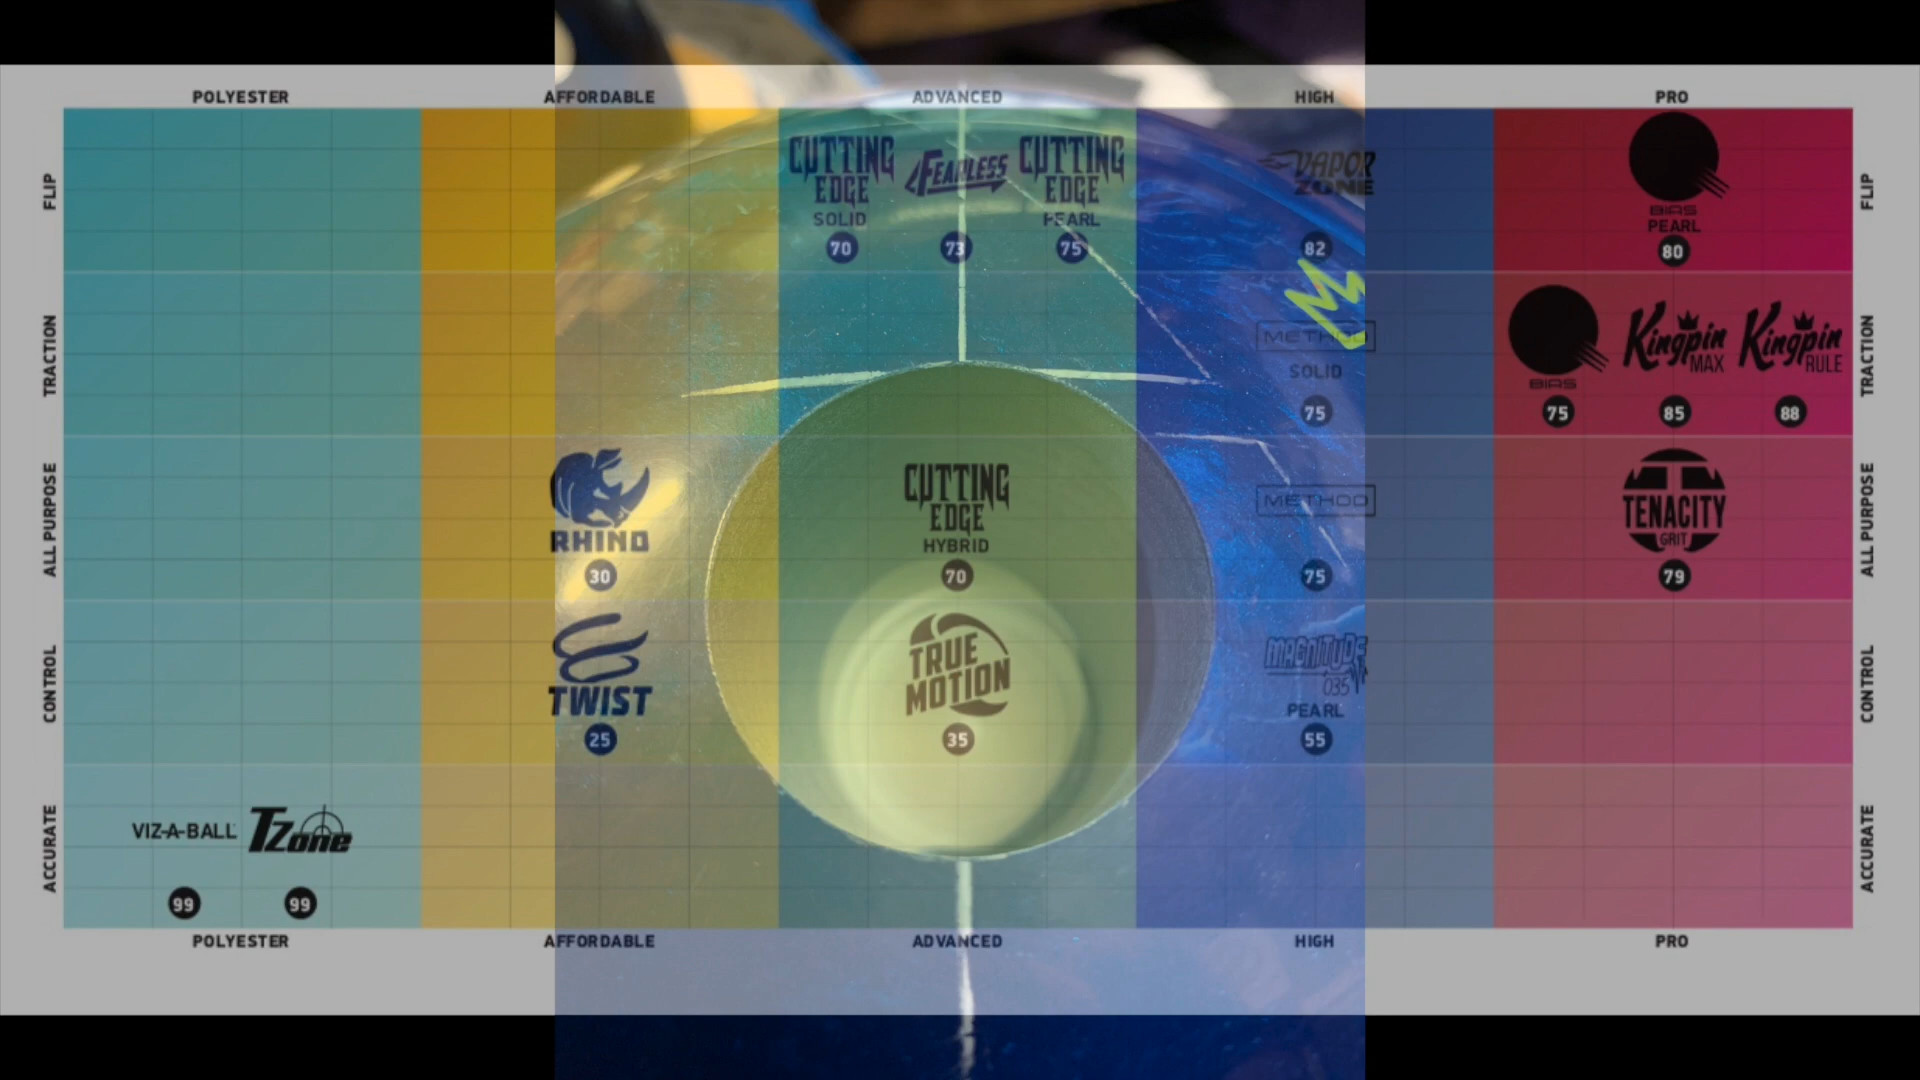 POLYESTER AFFORDABLE ADVANCED HIGH PRO
FLIP FLIP
CUTTING EDGE SOLID
70
FEARLESS
73
CUTTING EDGE PEARL
75
VAPOR ZONE
82
BIAS PEARL
80
TRACTION TRACTION
METHOD SOLID
75
BIAS
75
Kingpin MAX
85
Kingpin RULE
88
ALL PURPOSE ALL PURPOSE
RHINO
30
CUTTING EDGE HYBRID
70
METHOD
75
TENACITY GRIT
79
CONTROL CONTROL
TWIST
25
TRUE MOTION
35
MAGNITUDE 035 PEARL
55
ACCURATE ACCURATE
VIZ-A-BALL
99
TZone
99
POLYESTER AFFORDABLE ADVANCED HIGH PRO